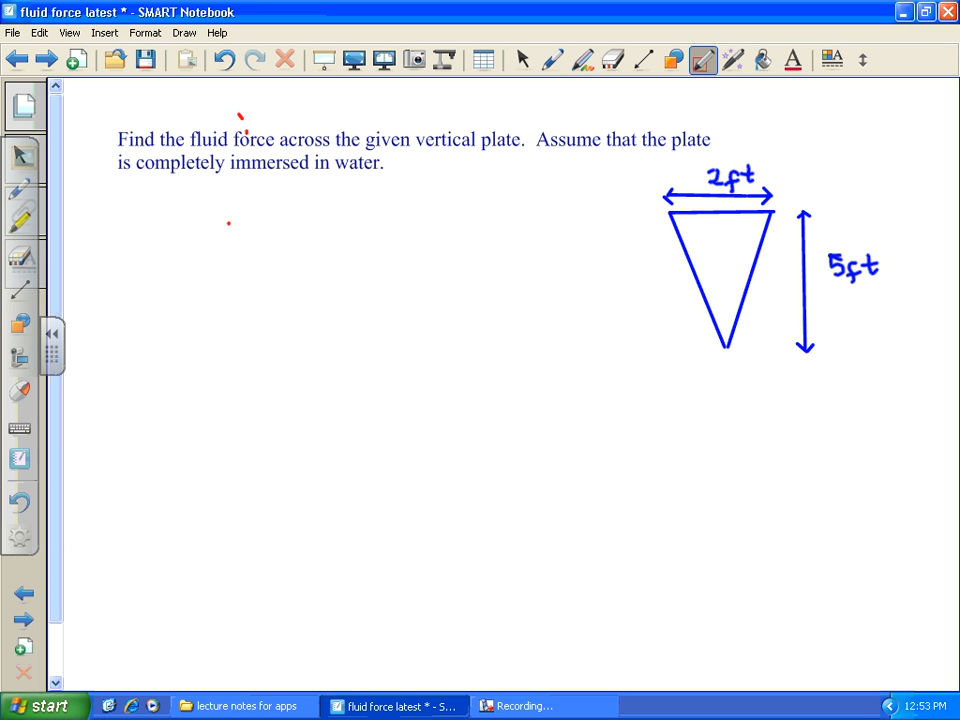 fluid force latest * - SMART Notebook
File Edit View Insert Format Draw Help
Find the fluid force across the given vertical plate. Assume that the plate
is completely immersed in water.
2ft
5ft
start
lecture notes for apps
fluid force latest * - S...
Recording...
12:53 PM